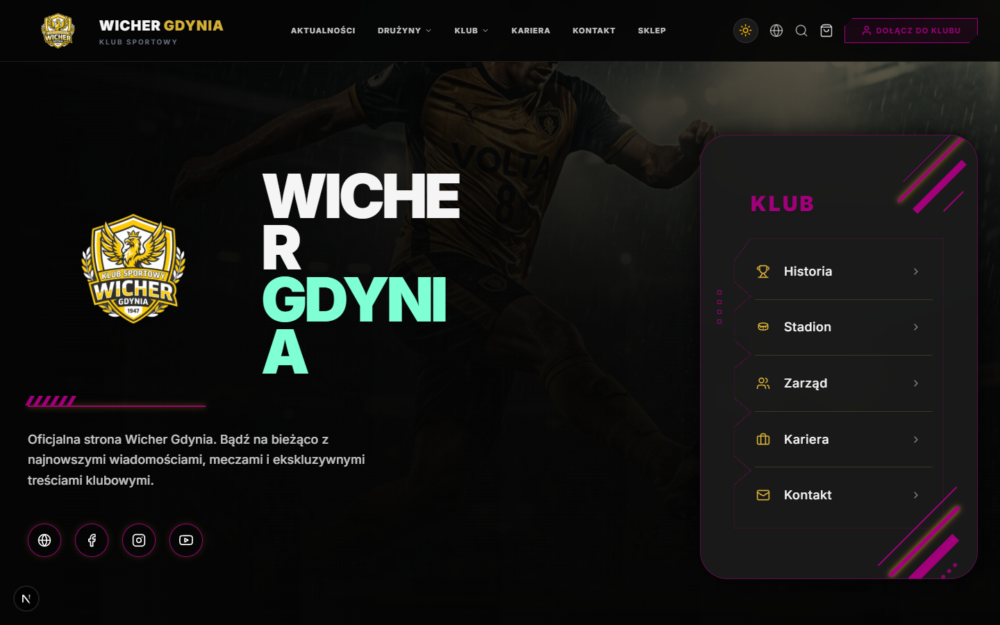 WICHER GDYNIA
KLUB SPORTOWY
AKTUALNOŚCI
DRUŻYNY
KLUB
KARIERA
KONTAKT
SKLEP
DOŁĄCZ DO KLUBU
VOLTA
8
WICHE
R
GDYNI
A
KLUB SPORTOWY
WICHER
GDYNIA
1947
Oficjalna strona Wicher Gdynia. Bądź na bieżąco z
najnowszymi wiadomościami, meczami i ekskluzywnymi
treściami klubowymi.
KLUB
Historia
Stadion
Zarząd
Kariera
Kontakt